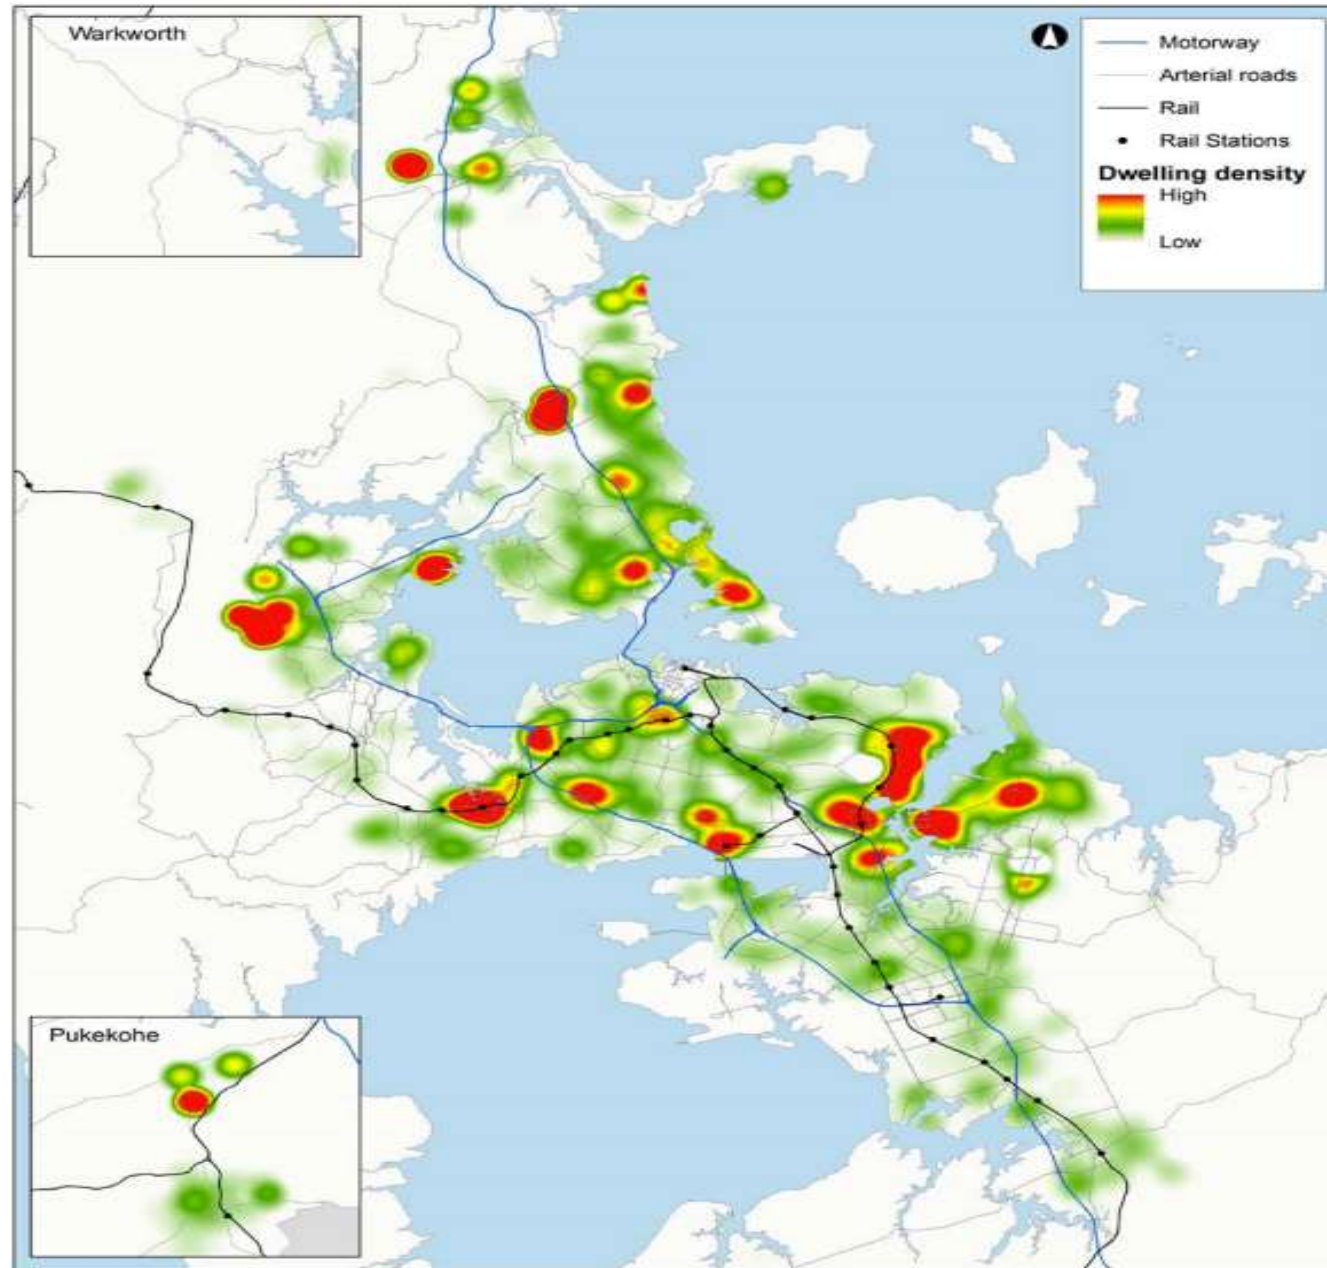 Warkworth
Motorway
Arterial roads
Rail
Rail Stations
Dwelling density
High
Low
Pukekohe